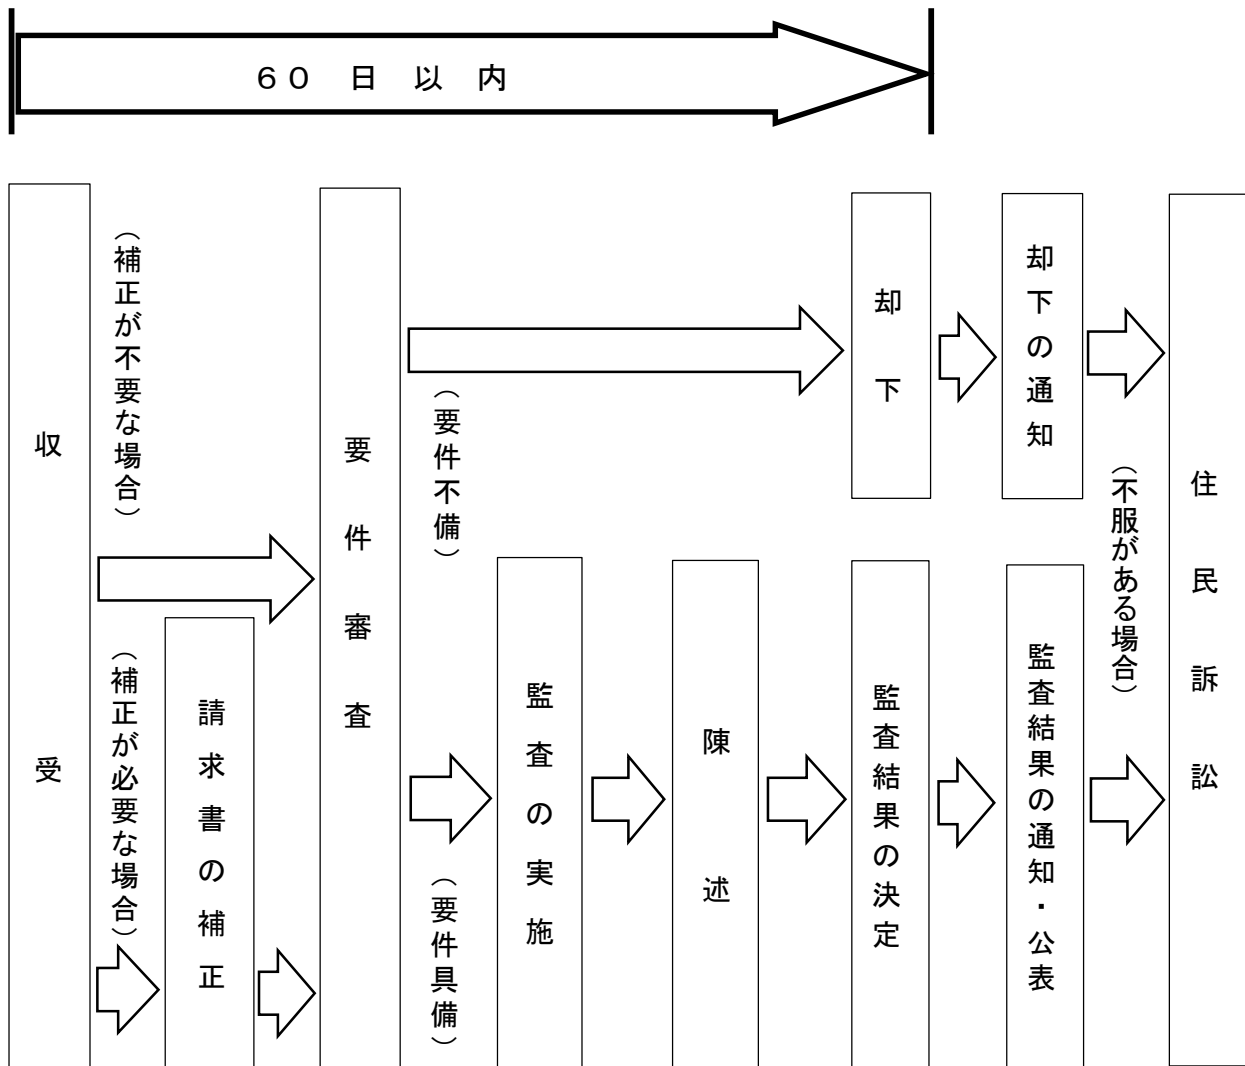 ６０日以内
収受
（補正が不要な場合）
（補正が必要な場合）
請求書の補正
要件審査
（要件不備）
（要件具備）
監査の実施
陳述
却下
監査結果の決定
却下の通知
監査結果の通知・公表
（不服がある場合）
住民訴訟